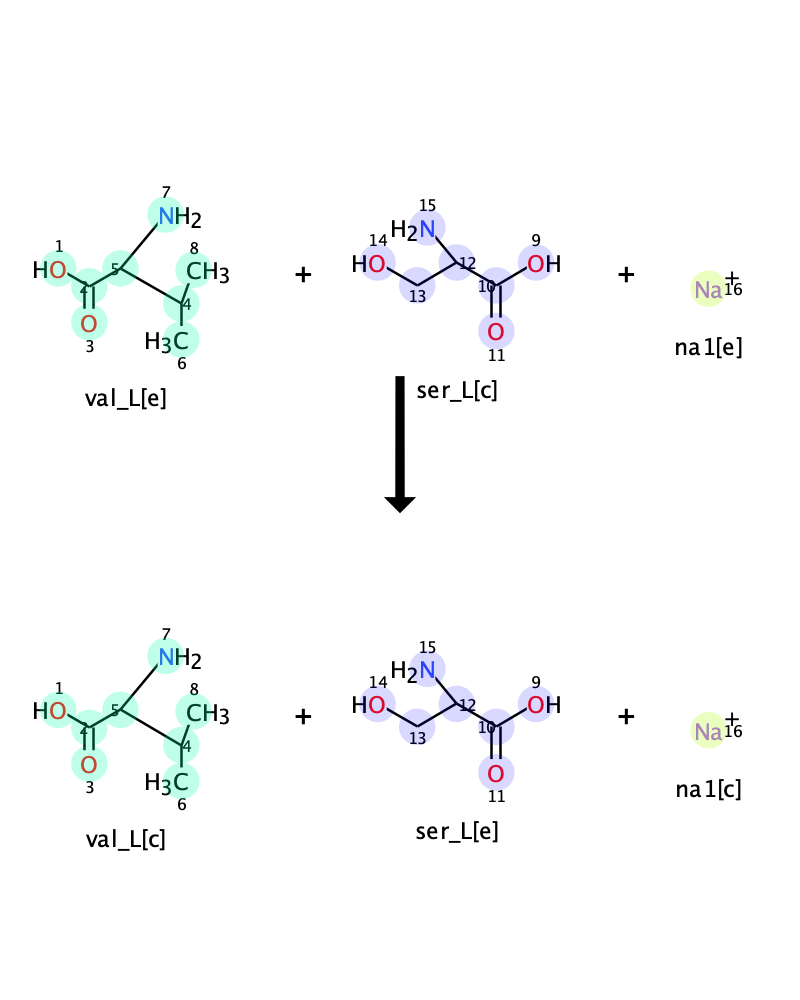 7
NH2
1
HO
5
8
CH3
2
4
O
3
H3C
6
val_L[e]
+
15
H2N
14
HO
12
9
OH
13
10
O
11
ser_L[c]
+
Na+
16
na1[e]
7
NH2
1
HO
5
8
CH3
2
4
O
3
H3C
6
val_L[c]
+
15
H2N
14
HO
12
9
OH
13
10
O
11
ser_L[e]
+
Na+
16
na1[c]